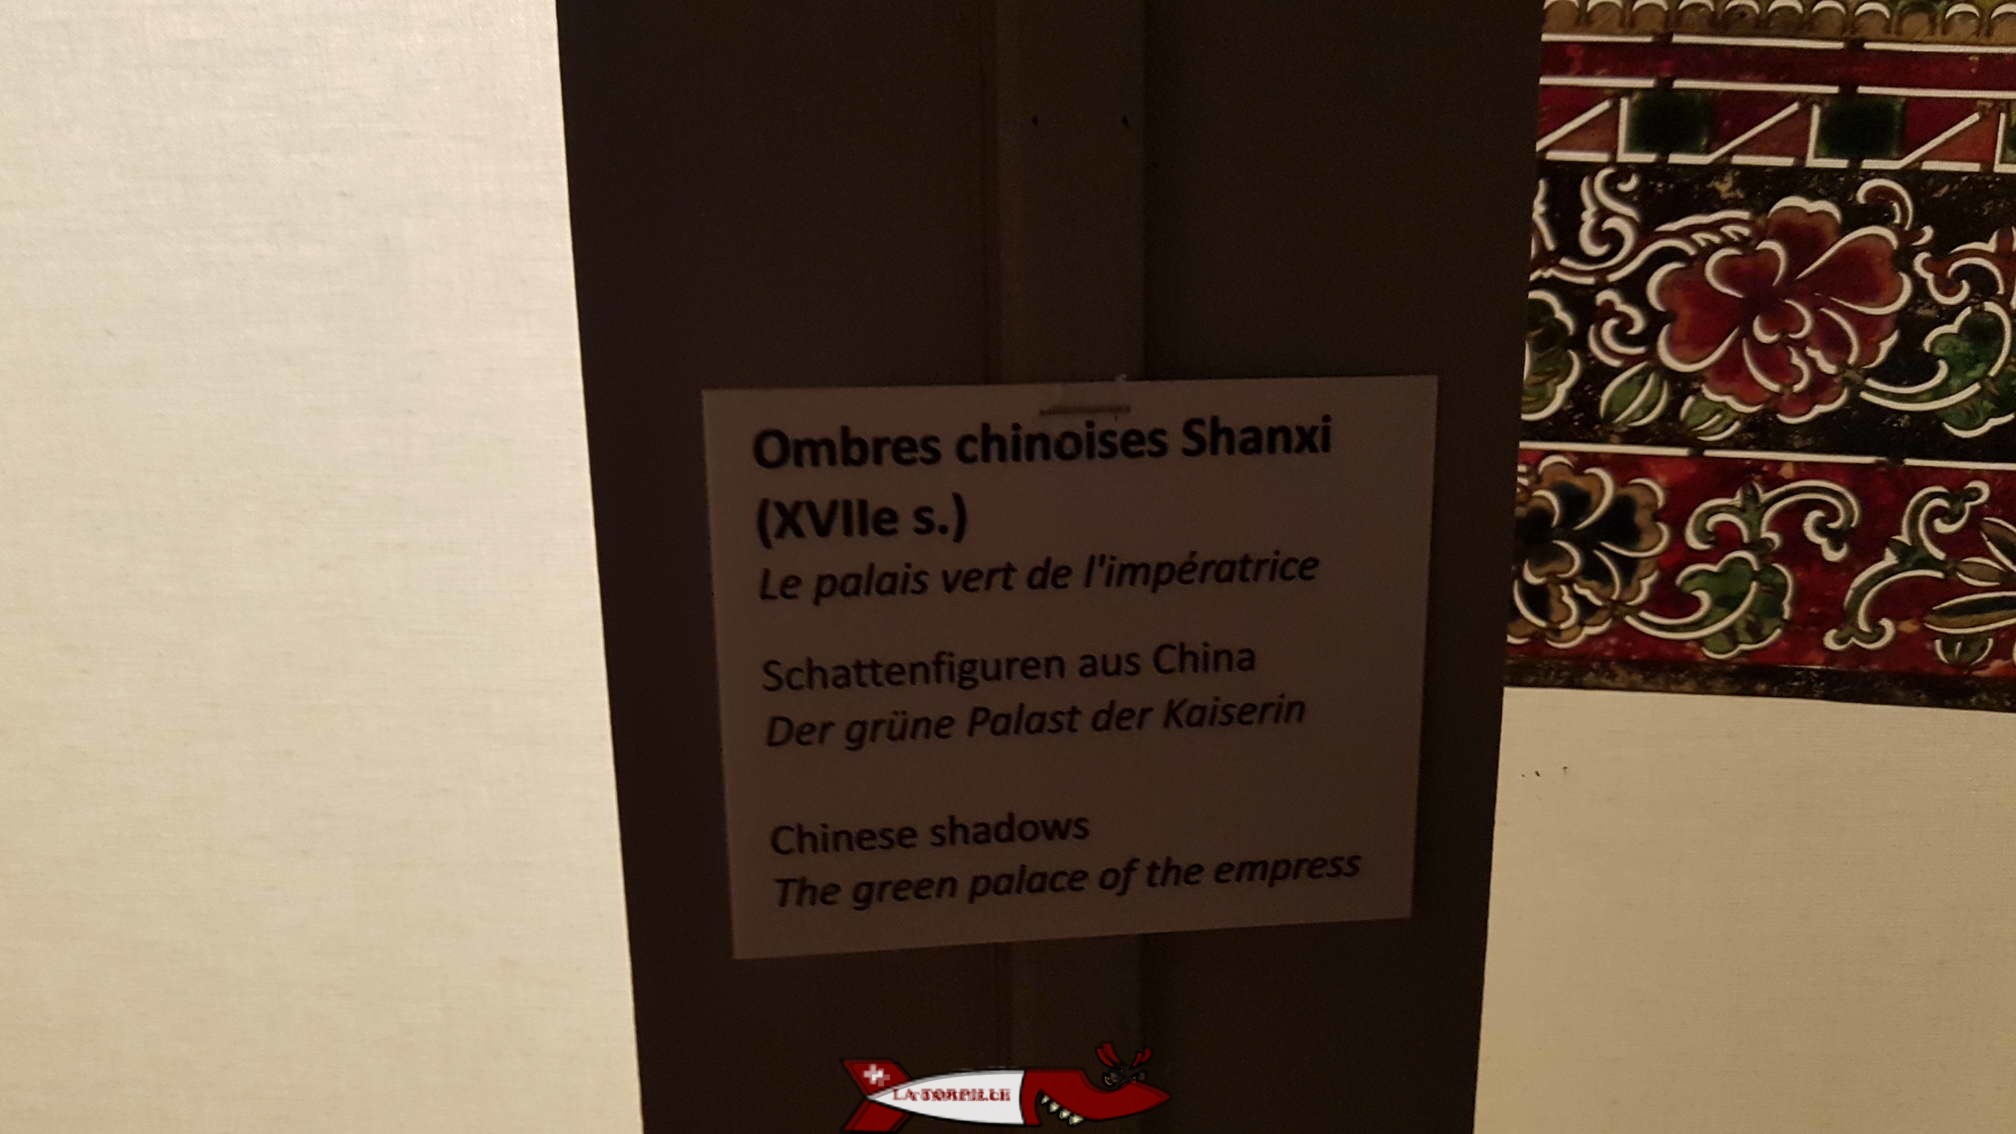 Ombres chinoises Shanxi
(XVIIe s.)
Le palais vert de l'impératrice
Schattenfiguren aus China
Der grüne Palast der Kaiserin
Chinese shadows
The green palace of the empress
LA TORPILLE